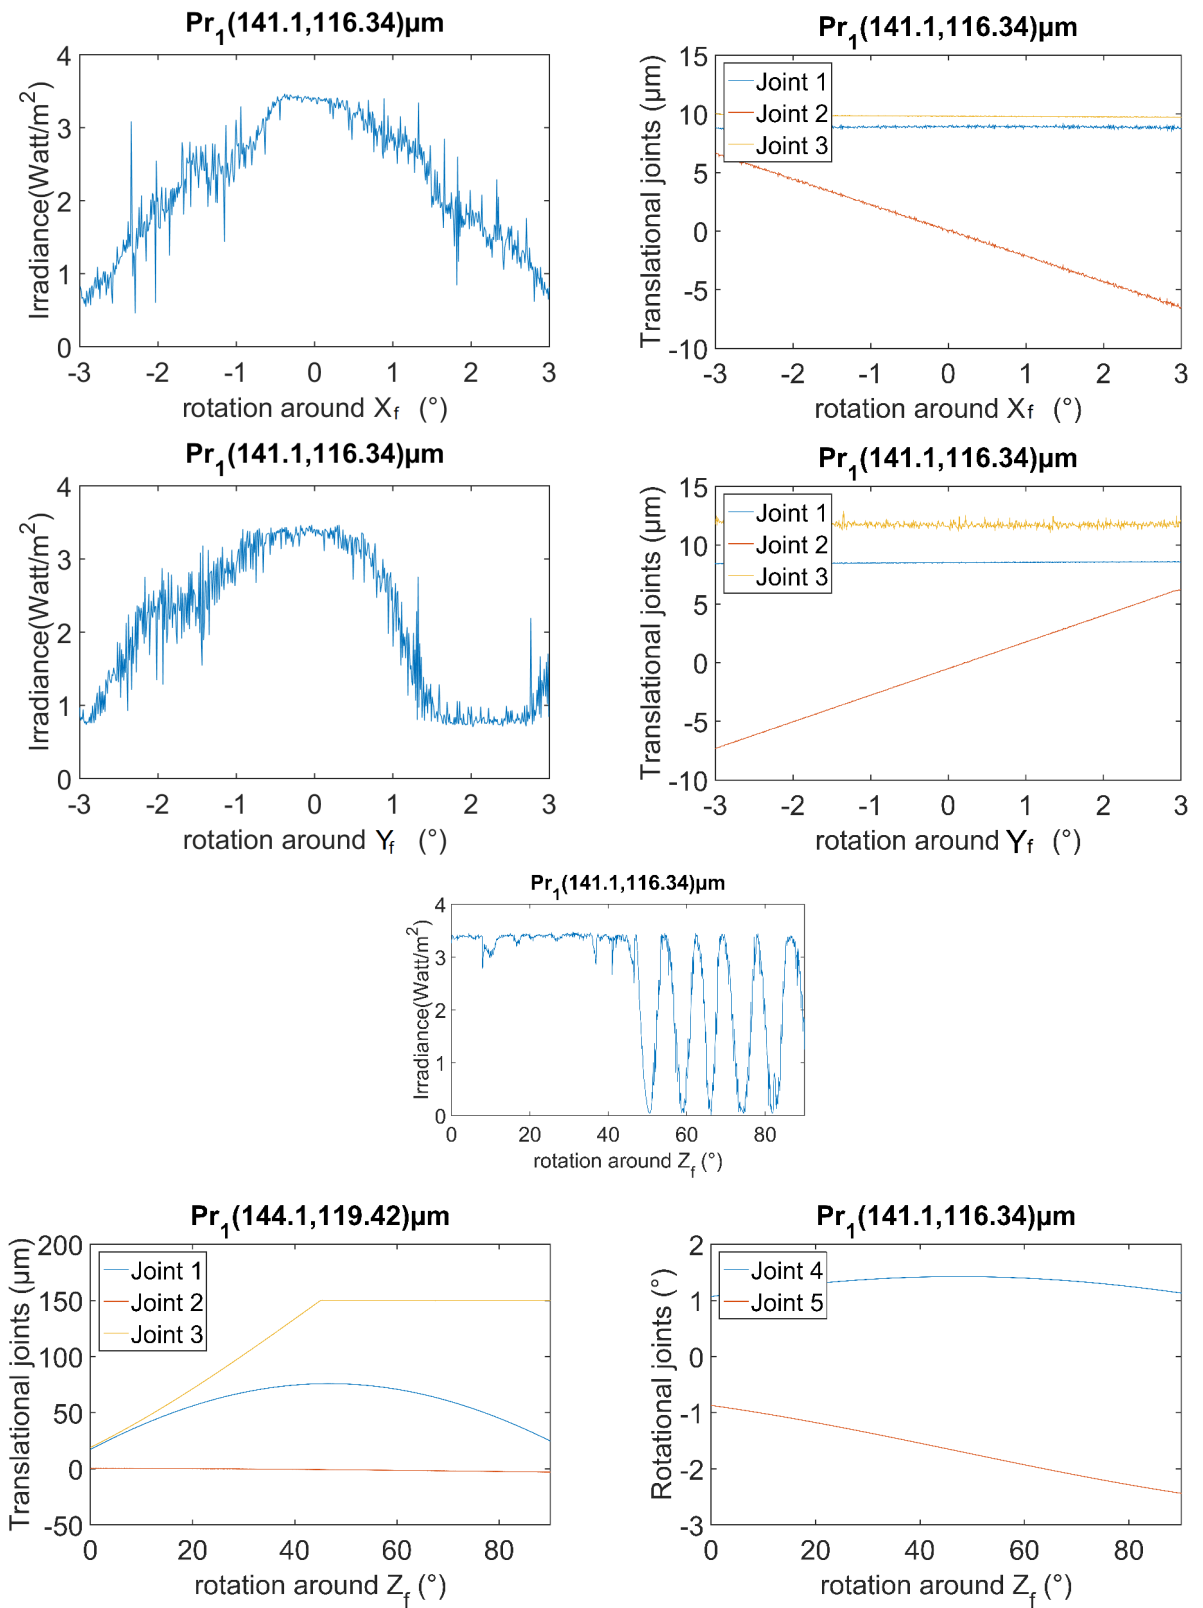 Pr1(141.1,116.34)µm
Irradiance(Watt/m2)
4
3
2
1
0
-3 -2 -1 0 1 2 3
rotation around Xf (°)
Pr1(141.1,116.34)µm
Translational joints (µm)
15
10
5
0
-5
-10
Joint 1
Joint 2
Joint 3
-3 -2 -1 0 1 2 3
rotation around Xf (°)
Pr1(141.1,116.34)µm
Irradiance(Watt/m2)
4
3
2
1
0
-3 -2 -1 0 1 2 3
rotation around Yf (°)
Pr1(141.1,116.34)µm
Translational joints (µm)
15
10
5
0
-5
-10
Joint 1
Joint 2
Joint 3
-3 -2 -1 0 1 2 3
rotation around Yf (°)
Pr1(141.1,116.34)µm
Irradiance(Watt/m2)
4
3
2
1
0
0 20 40 60 80
rotation around Zf (°)
Pr1(144.1,119.42)µm
Translational joints (µm)
200
150
100
50
0
-50
Joint 1
Joint 2
Joint 3
0 20 40 60 80
rotation around Zf (°)
Pr1(141.1,116.34)µm
Rotational joints (°)
2
1
0
-1
-2
-3
Joint 4
Joint 5
0 20 40 60 80
rotation around Zf (°)